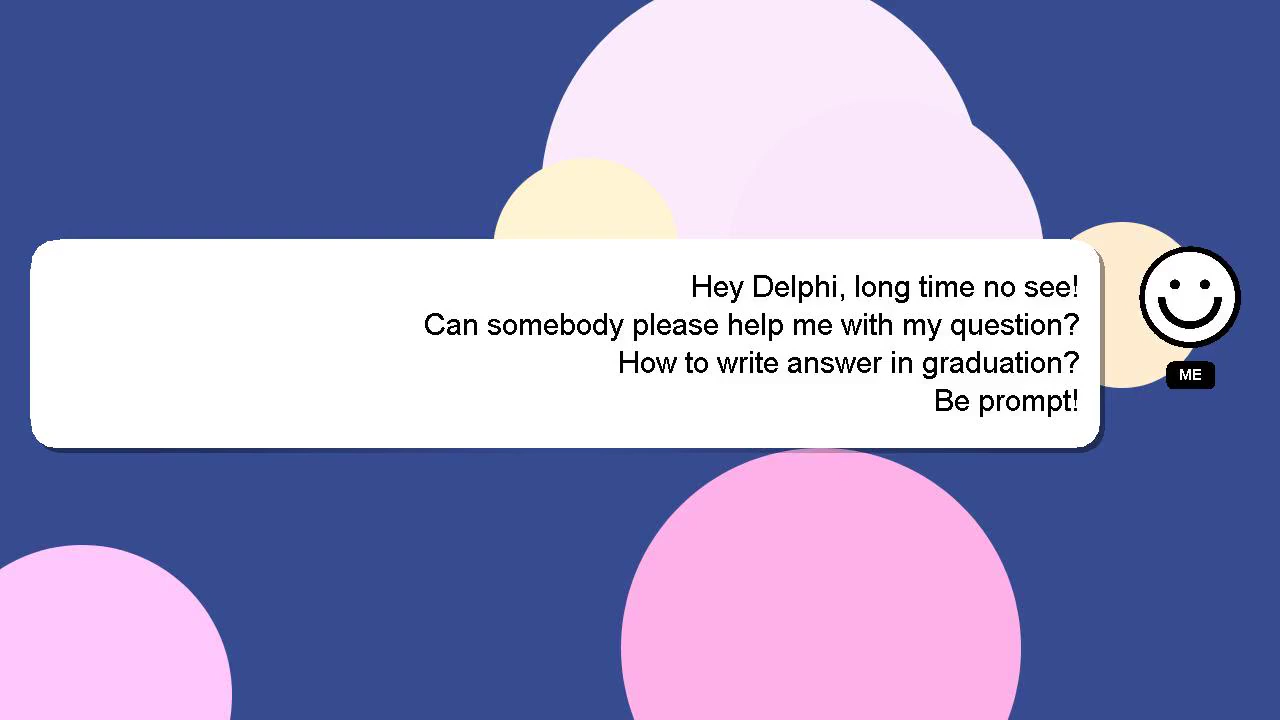 Hey Delphi, long time no see!
Can somebody please help me with my question?
How to write answer in graduation?
Be prompt!
ME